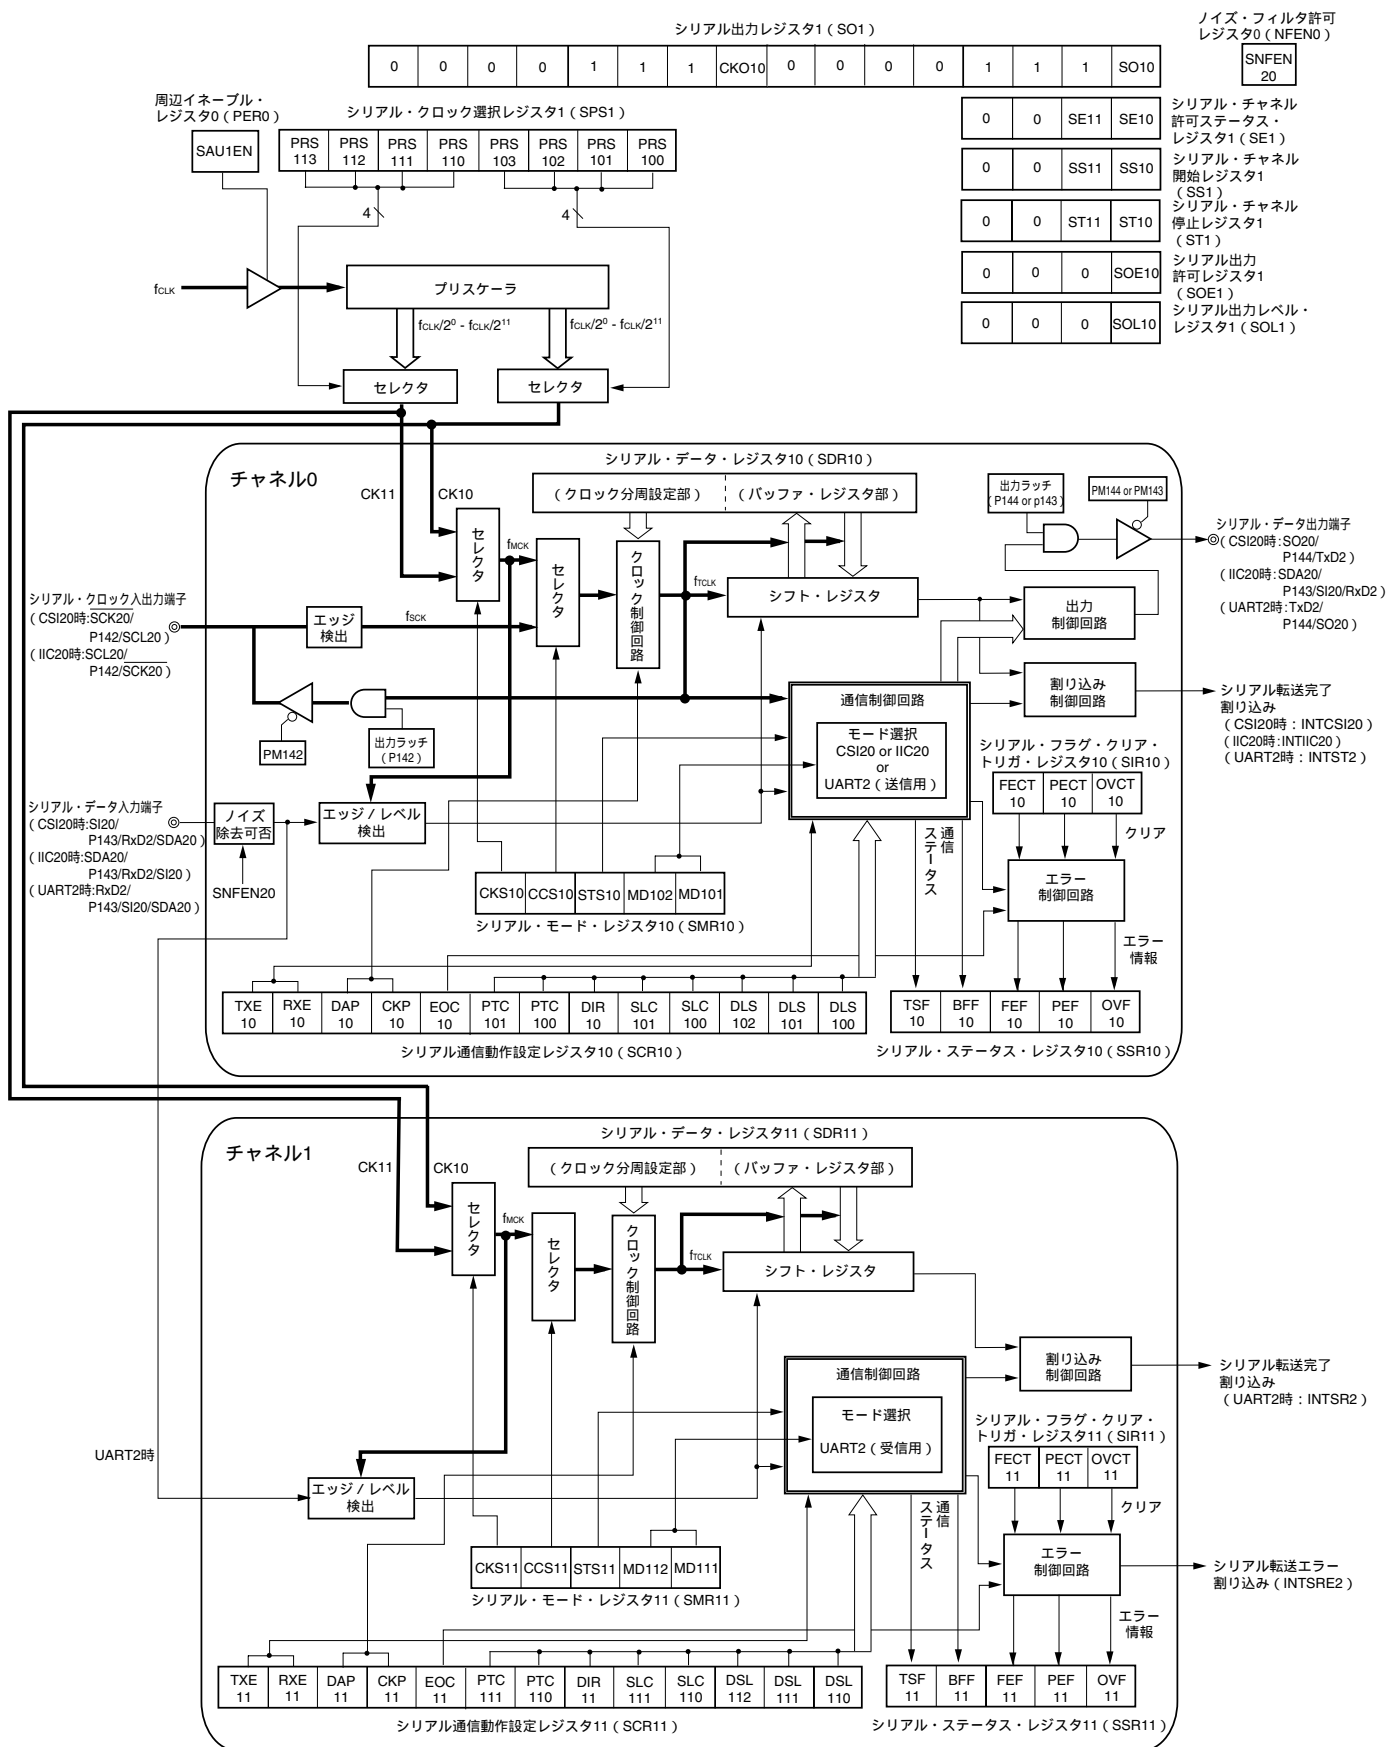 シリアル出力レジスタ1（SO1）
0 0 0 0 1 1 1 CKO10 0 0 0 0 1 1 1 SO10
ノイズ・フィルタ許可
レジスタ0（NFEN0）
SNFEN
20
周辺イネーブル・
レジスタ0（PER0）
SAU1EN
シリアル・クロック選択レジスタ1（SPS1）
PRS PRS PRS PRS PRS PRS PRS PRS
113 112 111 110 103 102 101 100
4 4
0 0 SE11 SE10
シリアル・チャネル
許可ステータス・
レジスタ1（SE1）
0 0 SS11 SS10
シリアル・チャネル
開始レジスタ1
（SS1）
0 0 ST11 ST10
シリアル・チャネル
停止レジスタ1
（ST1）
0 0 0 SOE10
シリアル出力
許可レジスタ1
（SOE1）
0 0 0 SOL10
シリアル出力レベル・
レジスタ1（SOL1）
fCLK
プリスケーラ
fCLK/2⁰ - fCLK/2¹¹ fCLK/2⁰ - fCLK/2¹¹
セレクタ セレクタ
チャネル0
シリアル・データ・レジスタ10（SDR10）
（クロック分周設定部） （バッファ・レジスタ部）
CK11 CK10
セレクタ
fMCK
セレクタ
クロック制御回路
fTCLK
シフト・レジスタ
出力ラッチ
（P144 or p143）
PM144 or PM143
シリアル・データ出力端子
（CSI20時:SO20/
P144/TxD2）
（IIC20時:SDA20/
P143/SI20/RxD2）
（UART2時:TxD2/
P144/SO20）
出力
制御回路
シリアル・クロック入出力端子
（CSI20時:SCK20/
P142/SCL20）
（IIC20時:SCL20/
P142/SCK20）
エッジ
検出
fSCK
PM142
出力ラッチ
（P142）
通信制御回路
モード選択
CSI20 or IIC20
or
UART2（送信用）
割り込み
制御回路
シリアル転送完了
割り込み
（CSI20時：INTCSI20）
（IIC20時:INTIIC20）
（UART2時：INTST2）
シリアル・フラグ・クリア・
トリガ・レジスタ10（SIR10）
FECT PECT OVCT
10 10 10
クリア
シリアル・データ入力端子
（CSI20時:SI20/
P143/RxD2/SDA20）
（IIC20時:SDA20/
P143/RxD2/SI20）
（UART2時:RxD2/
P143/SI20/SDA20）
ノイズ
除去可否
SNFEN20
エッジ / レベル
検出
通信
ステータス
エラー
制御回路
エラー
情報
CKS10 CCS10 STS10 MD102 MD101
シリアル・モード・レジスタ10（SMR10）
TXE RXE DAP CKP EOC PTC PTC DIR SLC SLC DLS DLS DLS
10 10 10 10 10 101 100 10 101 100 102 101 100
シリアル通信動作設定レジスタ10（SCR10）
TSF BFF FEF PEF OVF
10 10 10 10 10
シリアル・ステータス・レジスタ10（SSR10）
チャネル1
シリアル・データ・レジスタ11（SDR11）
（クロック分周設定部） （バッファ・レジスタ部）
CK11 CK10
セレクタ
fMCK
セレクタ
クロック制御回路
fTCLK
シフト・レジスタ
通信制御回路
モード選択
UART2（受信用）
割り込み
制御回路
シリアル転送完了
割り込み
（UART2時：INTSR2）
シリアル・フラグ・クリア・
トリガ・レジスタ11（SIR11）
FECT PECT OVCT
11 11 11
クリア
UART2時
エッジ / レベル
検出
通信
ステータス
エラー
制御回路
シリアル転送エラー
割り込み（INTSRE2）
エラー
情報
CKS11 CCS11 STS11 MD112 MD111
シリアル・モード・レジスタ11（SMR11）
TXE RXE DAP CKP EOC PTC PTC DIR SLC SLC DSL DSL DSL
11 11 11 11 11 111 110 11 111 110 112 111 110
シリアル通信動作設定レジスタ11（SCR11）
TSF BFF FEF PEF OVF
11 11 11 11 11
シリアル・ステータス・レジスタ11（SSR11）